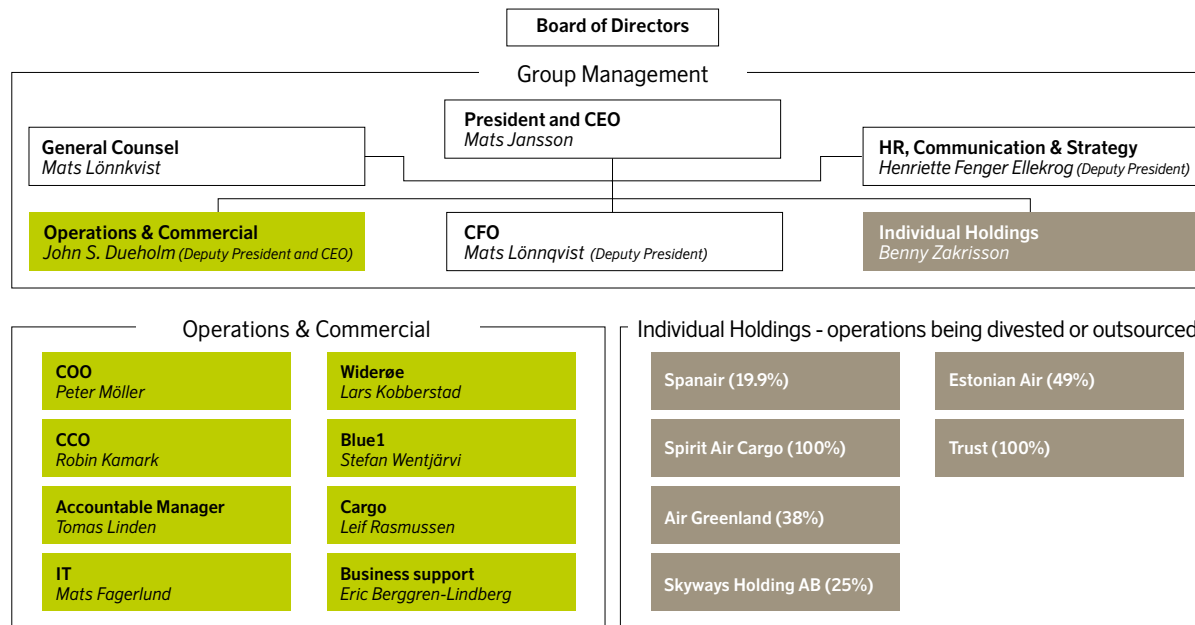 Board of Directors
Group Management
President and CEO
Mats Jansson
General Counsel
Mats Lönnkvist
HR, Communication & Strategy
Henriette Fenger Ellekrog (Deputy President)
Operations & Commercial
John S. Dueholm (Deputy President and CEO)
CFO
Mats Lönnqvist (Deputy President)
Individual Holdings
Benny Zakrisson
Operations & Commercial
COO
Peter Möller
Widerøe
Lars Kobberstad
CCO
Robin Kamark
Blue1
Stefan Wentjärvi
Accountable Manager
Tomas Linden
Cargo
Leif Rasmussen
IT
Mats Fagerlund
Business support
Eric Berggren-Lindberg
Individual Holdings - operations being divested or outsourced
Spanair (19.9%)
Estonian Air (49%)
Spirit Air Cargo (100%)
Trust (100%)
Air Greenland (38%)
Skyways Holding AB (25%)